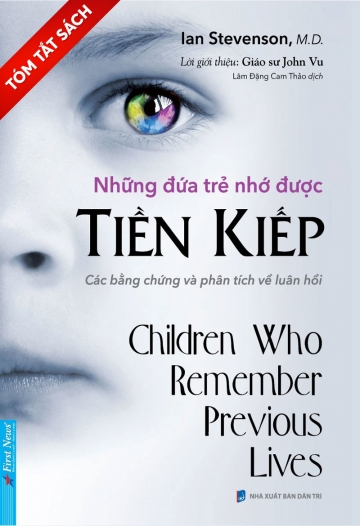 TÓM TẮT SÁCH
Ian Stevenson, M.D.
Lời giới thiệu: Giáo sư John Vu
Lâm Đặng Cam Thảo dịch
Những đứa trẻ nhớ được
TIỀN KIẾP
Các bằng chứng và phân tích về luân hồi
Children Who
Remember
Previous
Lives
First News
NHÀ XUẤT BẢN DÂN TRÍ